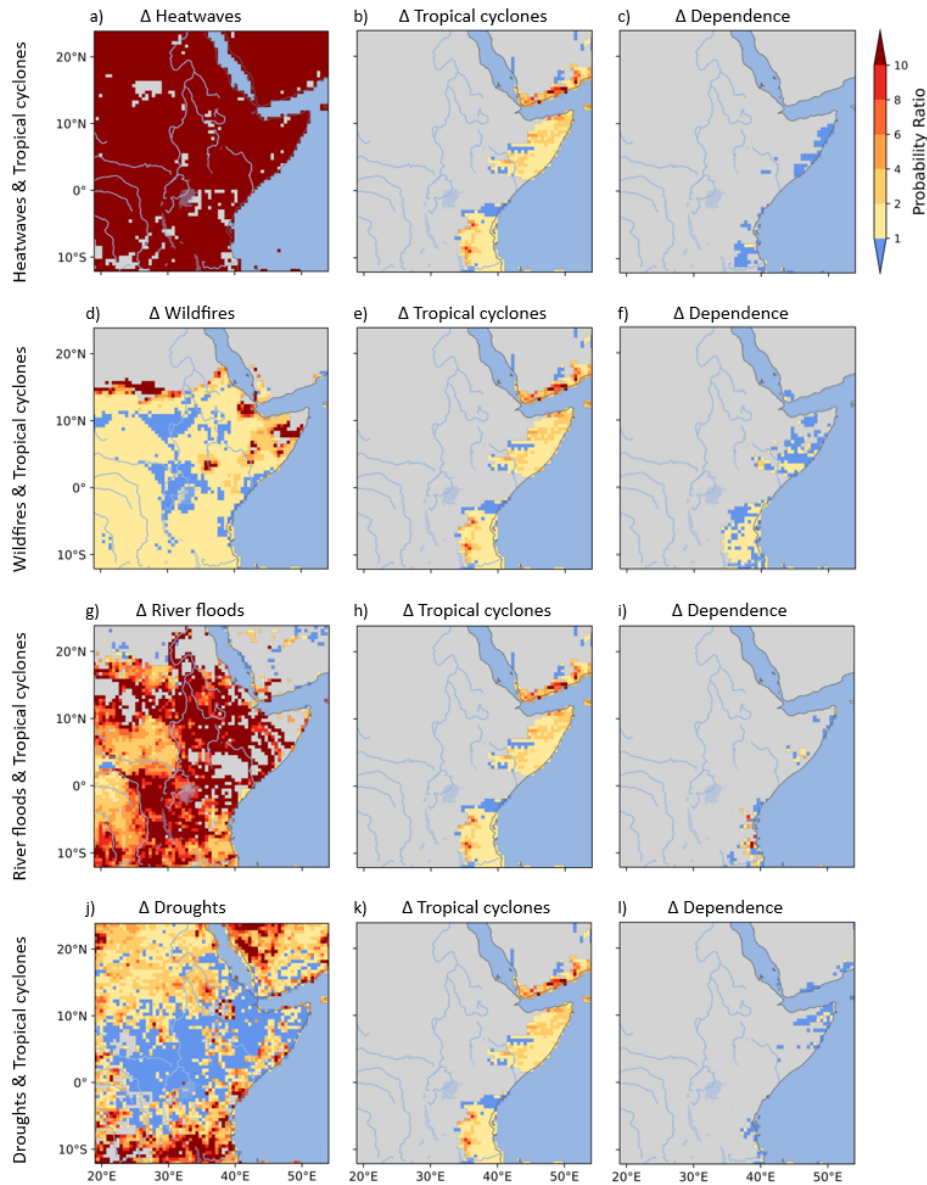 a) Δ Heatwaves
b) Δ Tropical cyclones
c) Δ Dependence
Heatwaves & Tropical cyclones
20°N
10°N
0°
10°S
10
8
6
4
2
1
Probability Ratio
d) Δ Wildfires
e) Δ Tropical cyclones
f) Δ Dependence
Wildfires & Tropical cyclones
20°N
10°N
0°
10°S
g) Δ River floods
h) Δ Tropical cyclones
i) Δ Dependence
River floods & Tropical cyclones
20°N
10°N
0°
10°S
j) Δ Droughts
k) Δ Tropical cyclones
l) Δ Dependence
Droughts & Tropical cyclones
20°N
10°N
0°
10°S
20°E 30°E 40°E 50°E
20°E 30°E 40°E 50°E
20°E 30°E 40°E 50°E